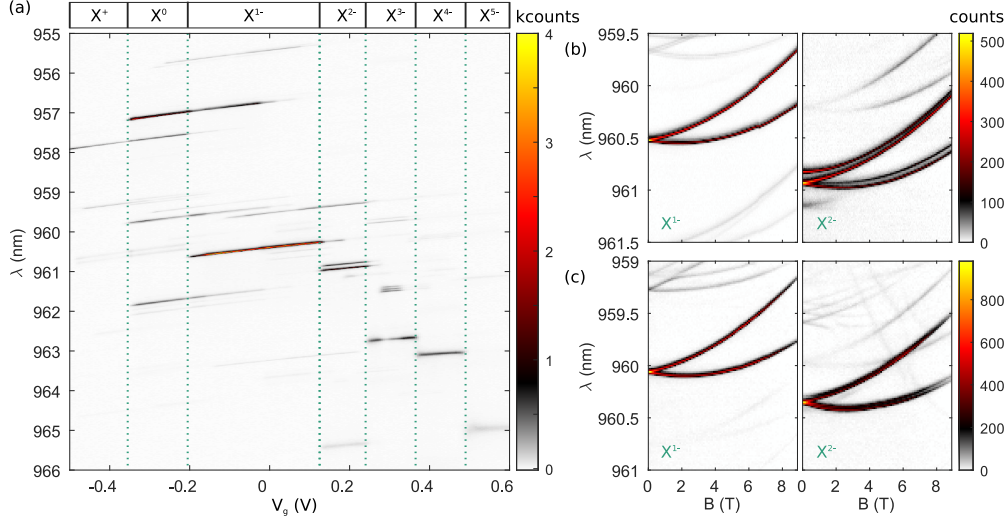 (a)
X⁺ X⁰ X¹⁻ X²⁻ X³⁻ X⁴⁻ X⁵⁻
kcounts
955
956
957
958
959
960
961
962
963
964
965
966
λ (nm)
-0.4 -0.2 0 0.2 0.4 0.6
V_g (V)
4
3
2
1
0
(b)
959.5
960
960.5
961
961.5
λ (nm)
X¹⁻
X²⁻
counts
500
400
300
200
100
0
(c)
959
959.5
960
960.5
961
λ (nm)
X¹⁻
X²⁻
0 2 4 6 8
B (T)
0 2 4 6 8
B (T)
800
600
400
200
0